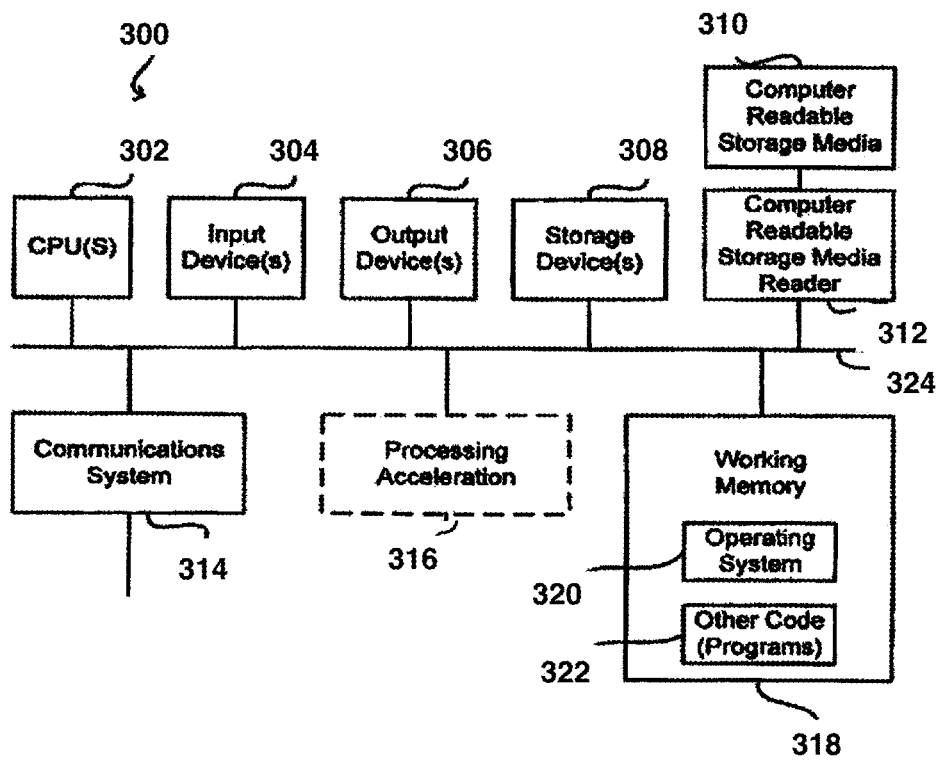 300
310
Computer
Readable
Storage Media
302
304
306
308
CPU(S)
Input
Device(s)
Output
Device(s)
Storage
Device(s)
Computer
Readable
Storage Media
Reader
312
324
Communications
System
314
Processing
Acceleration
316
Working
Memory
Operating
System
320
Other Code
(Programs)
322
318